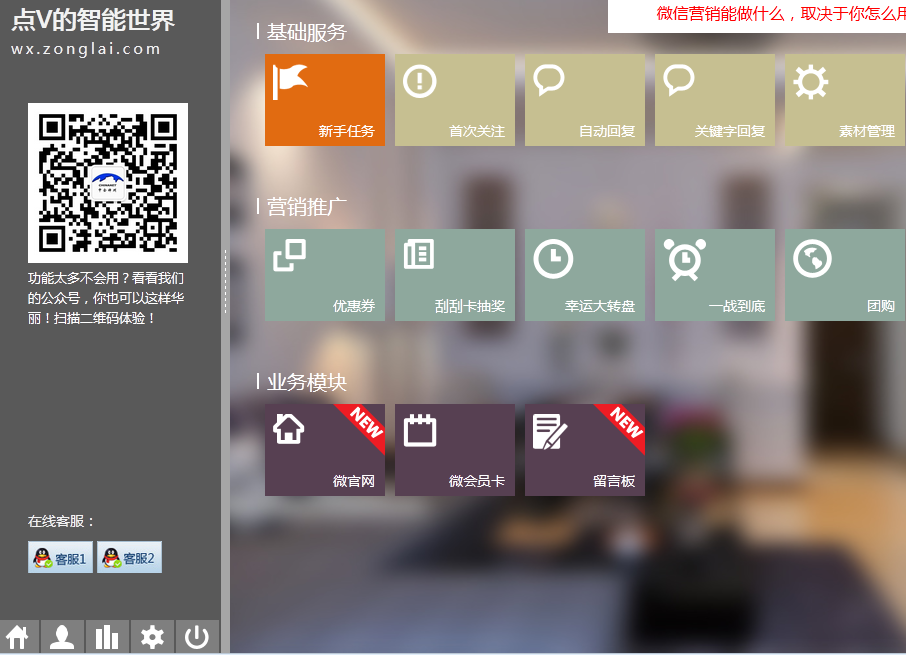 点V的智能世界
wx.zonglai.com
功能太多不会用？看看我们
的公众号，你也可以这样华
丽！扫描二维码体验！
在线客服：
客服1 客服2
微信营销能做什么，取决于你怎么用
基础服务
新手任务 首次关注 自动回复 关键字回复 素材管理
营销推广
优惠券 刮刮卡抽奖 幸运大转盘 一战到底 团购
业务模块
NEW NEW
微官网 微会员卡 留言板